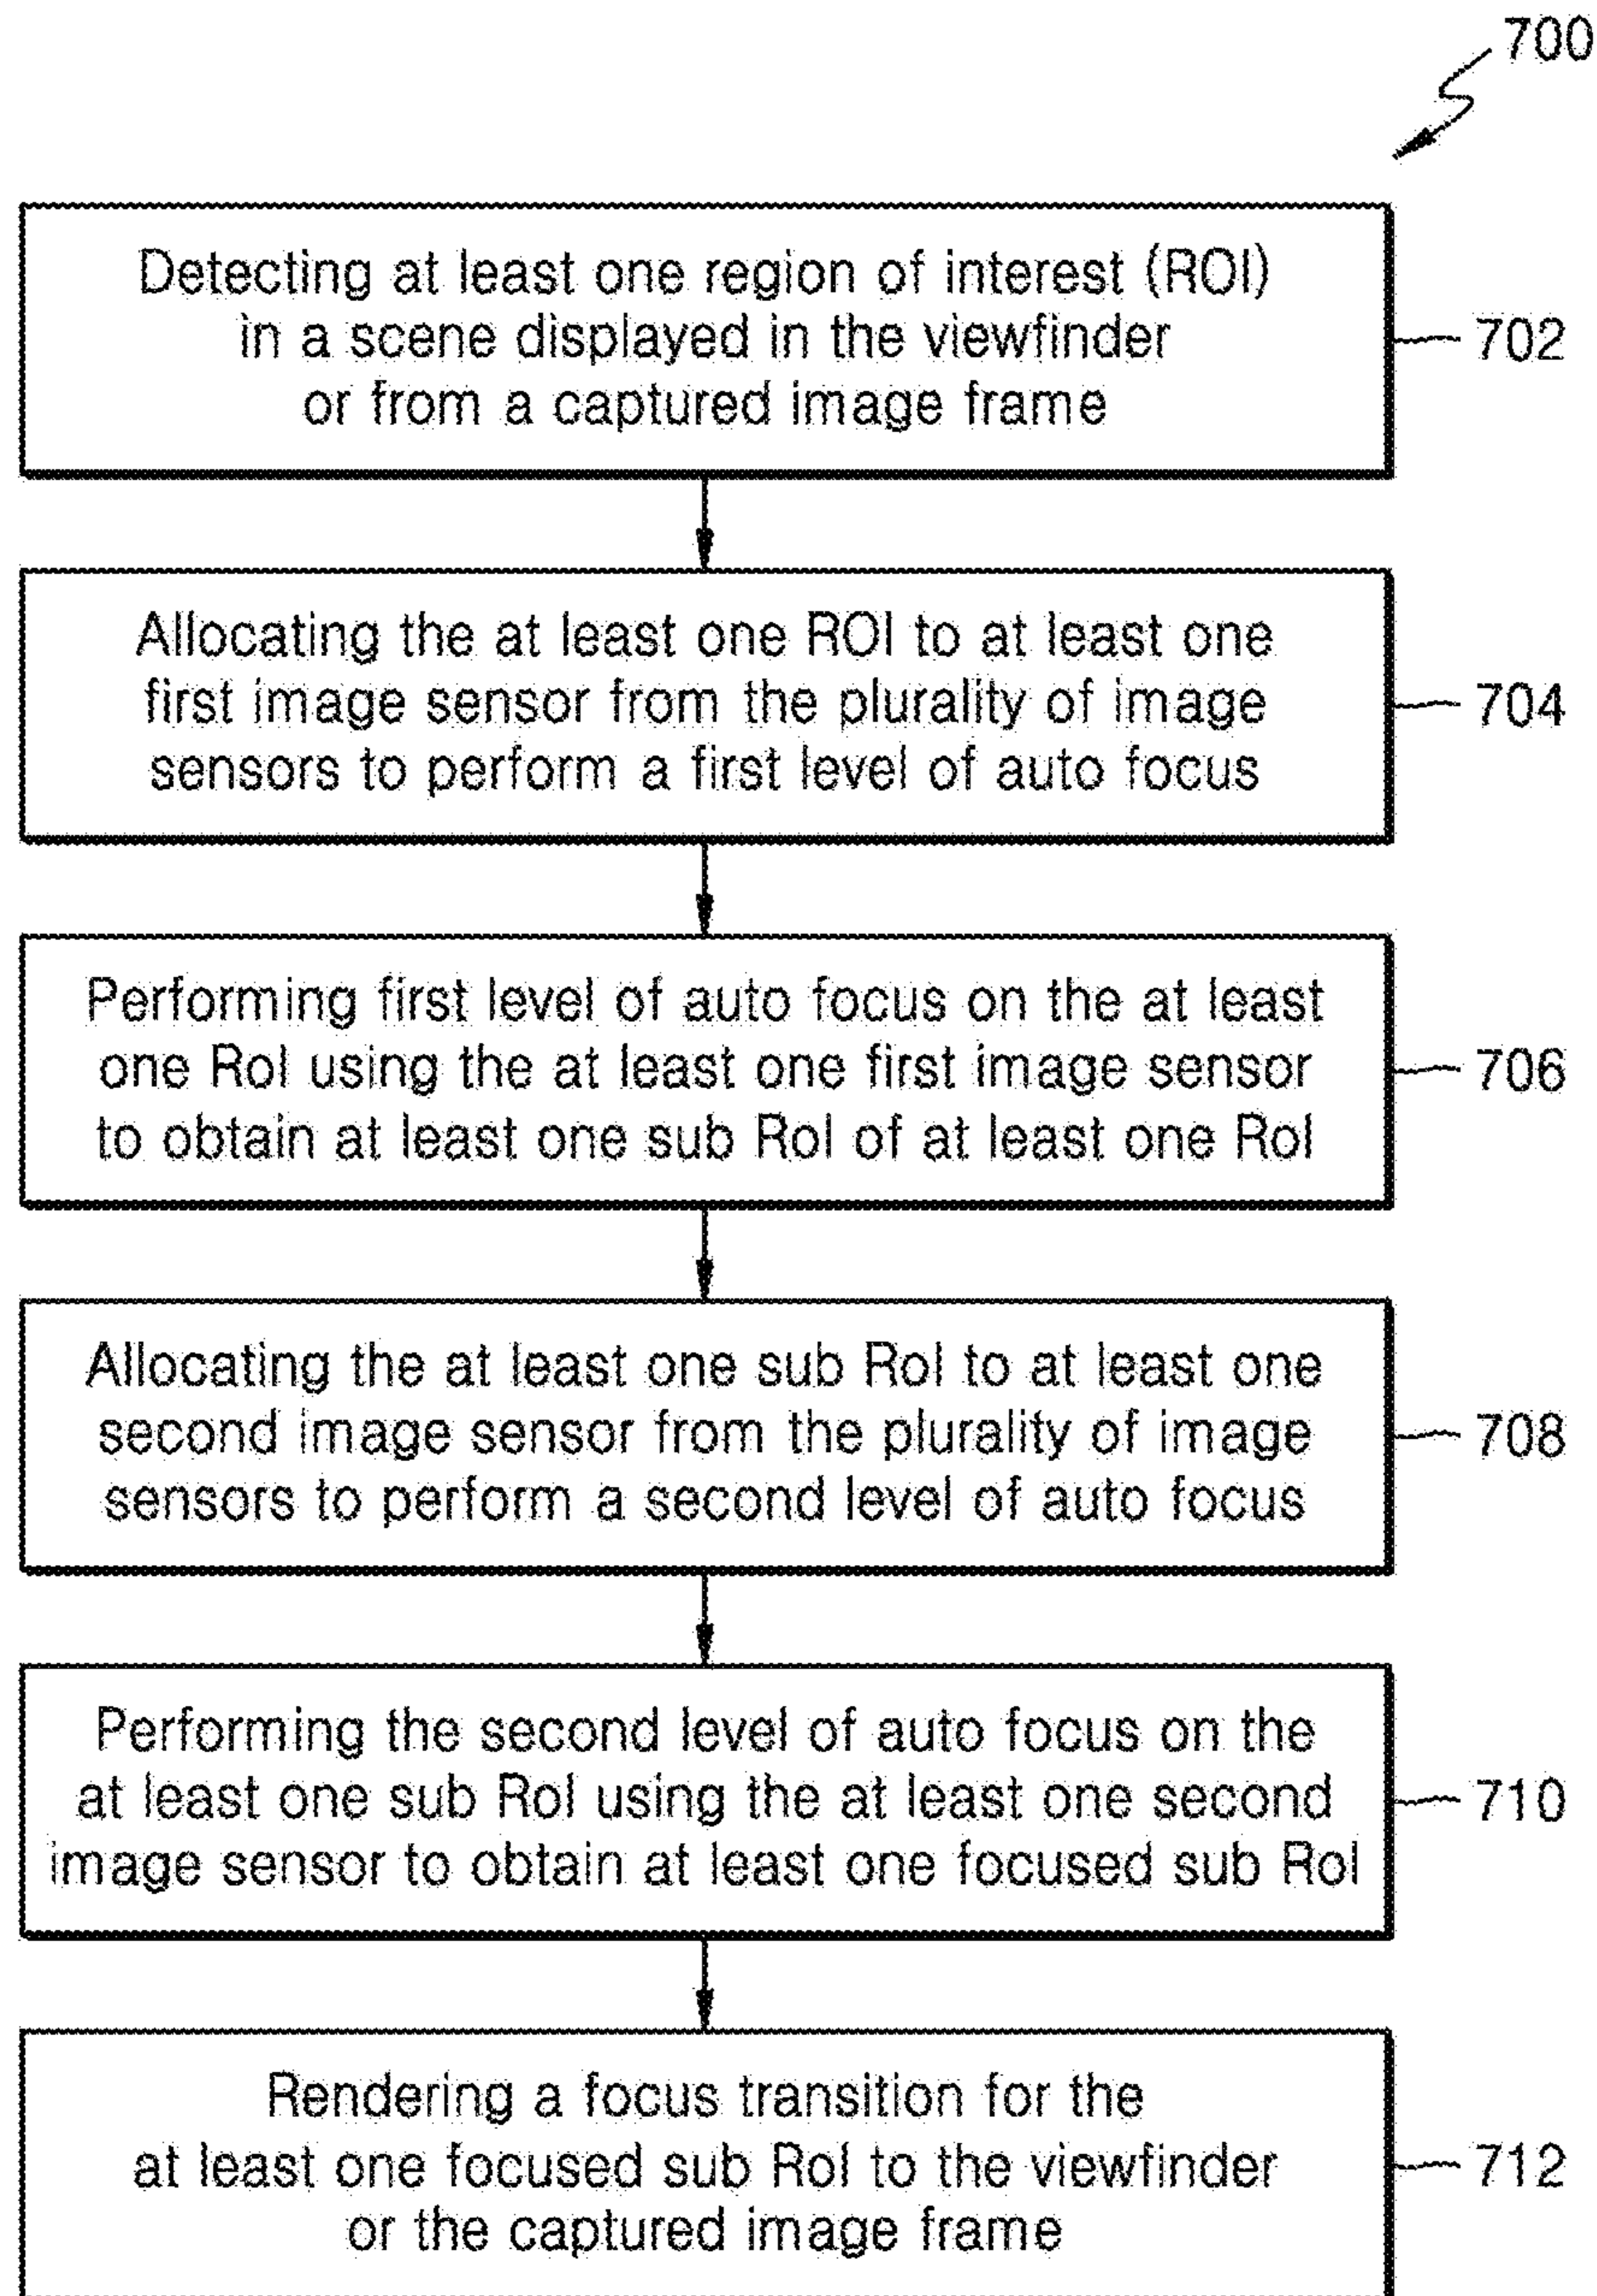 700
Detecting at least one region of interest (ROI)
in a scene displayed in the viewfinder
or from a captured image frame
702
Allocating the at least one ROI to at least one
first image sensor from the plurality of image
sensors to perform a first level of auto focus
704
Performing first level of auto focus on the at least
one RoI using the at least one first image sensor
to obtain at least one sub RoI of at least one RoI
706
Allocating the at least one sub RoI to at least one
second image sensor from the plurality of image
sensors to perform a second level of auto focus
708
Performing the second level of auto focus on the
at least one sub RoI using the at least one second
image sensor to obtain at least one focused sub RoI
710
Rendering a focus transition for the
at least one focused sub RoI to the viewfinder
or the captured image frame
712